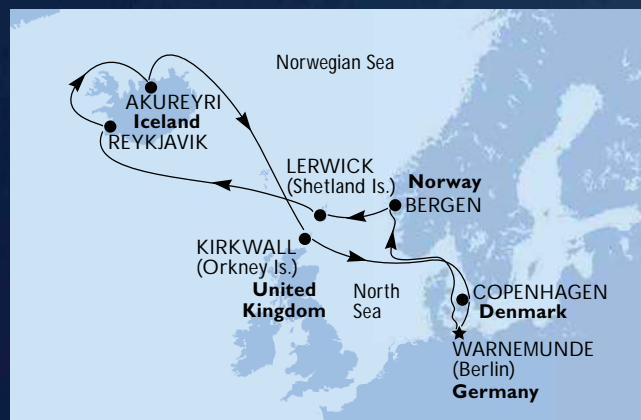 Norwegian Sea
AKUREYRI
Iceland
REYKJAVIK
LERWICK
(Shetland Is.)
Norway
BERGEN
KIRKWALL
(Orkney Is.)
United
Kingdom
North
Sea
COPENHAGEN
Denmark
WARNEMUNDE
(Berlin)
Germany